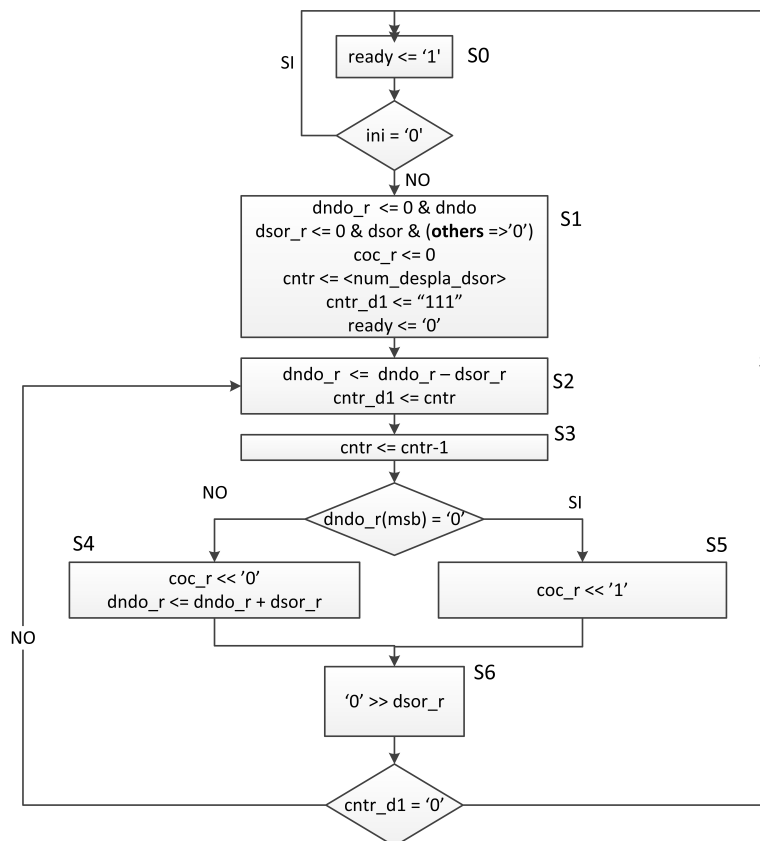 ready <= ‘1'
S0
SI
ini = ‘0'
NO
dndo_r <= 0 & dndo
S1
dsor_r <= 0 & dsor & (others =>’0’)
coc_r <= 0
cntr <= <num_despla_dsor>
cntr_d1 <= “111”
ready <= ‘0’
dndo_r <= dndo_r – dsor_r
S2
cntr_d1 <= cntr
S3
cntr <= cntr-1
NO
SI
dndo_r(msb) = ‘0’
S4
S5
coc_r << ’0’
dndo_r <= dndo_r + dsor_r
coc_r << ’1’
NO
S6
‘0’ >> dsor_r
cntr_d1 = ‘0’